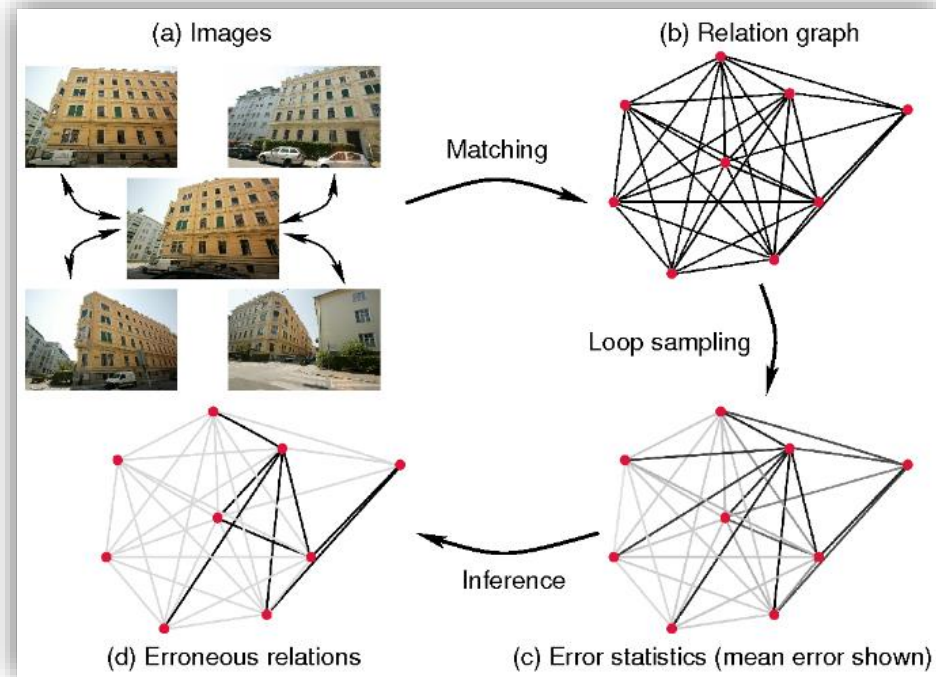 (a) Images
(b) Relation graph
Matching
Loop sampling
Inference
(d) Erroneous relations
(c) Error statistics (mean error shown)